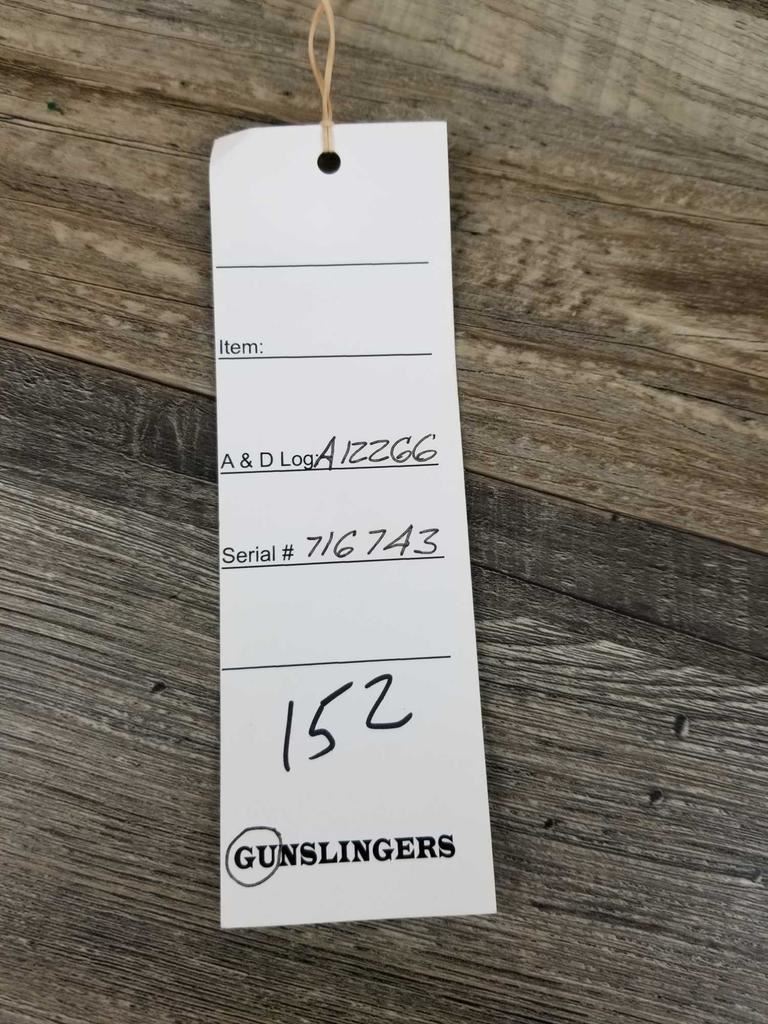 Item:
A & D Log: A12266
Serial # 716743
152
GUNSLINGERS